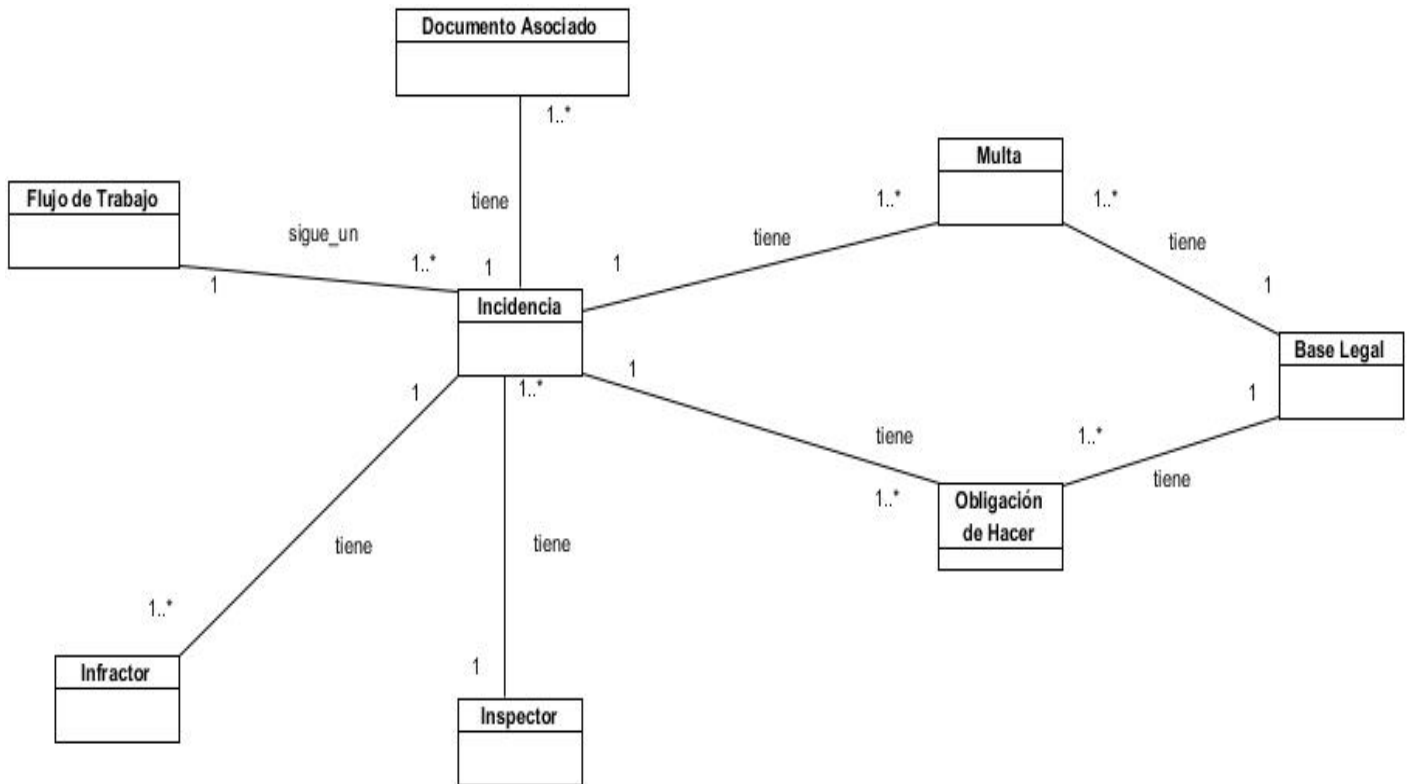 Documento Asociado
1..*
tiene
1
Multa
1..*
1..*
tiene
1
tiene
1
Flujo de Trabajo
sigue_un
1
1..*
Incidencia
Base Legal
1
1..*
1
1
tiene
1..*
1..*
tiene
Obligación
de Hacer
tiene
tiene
1..*
1
Infractor
Inspector